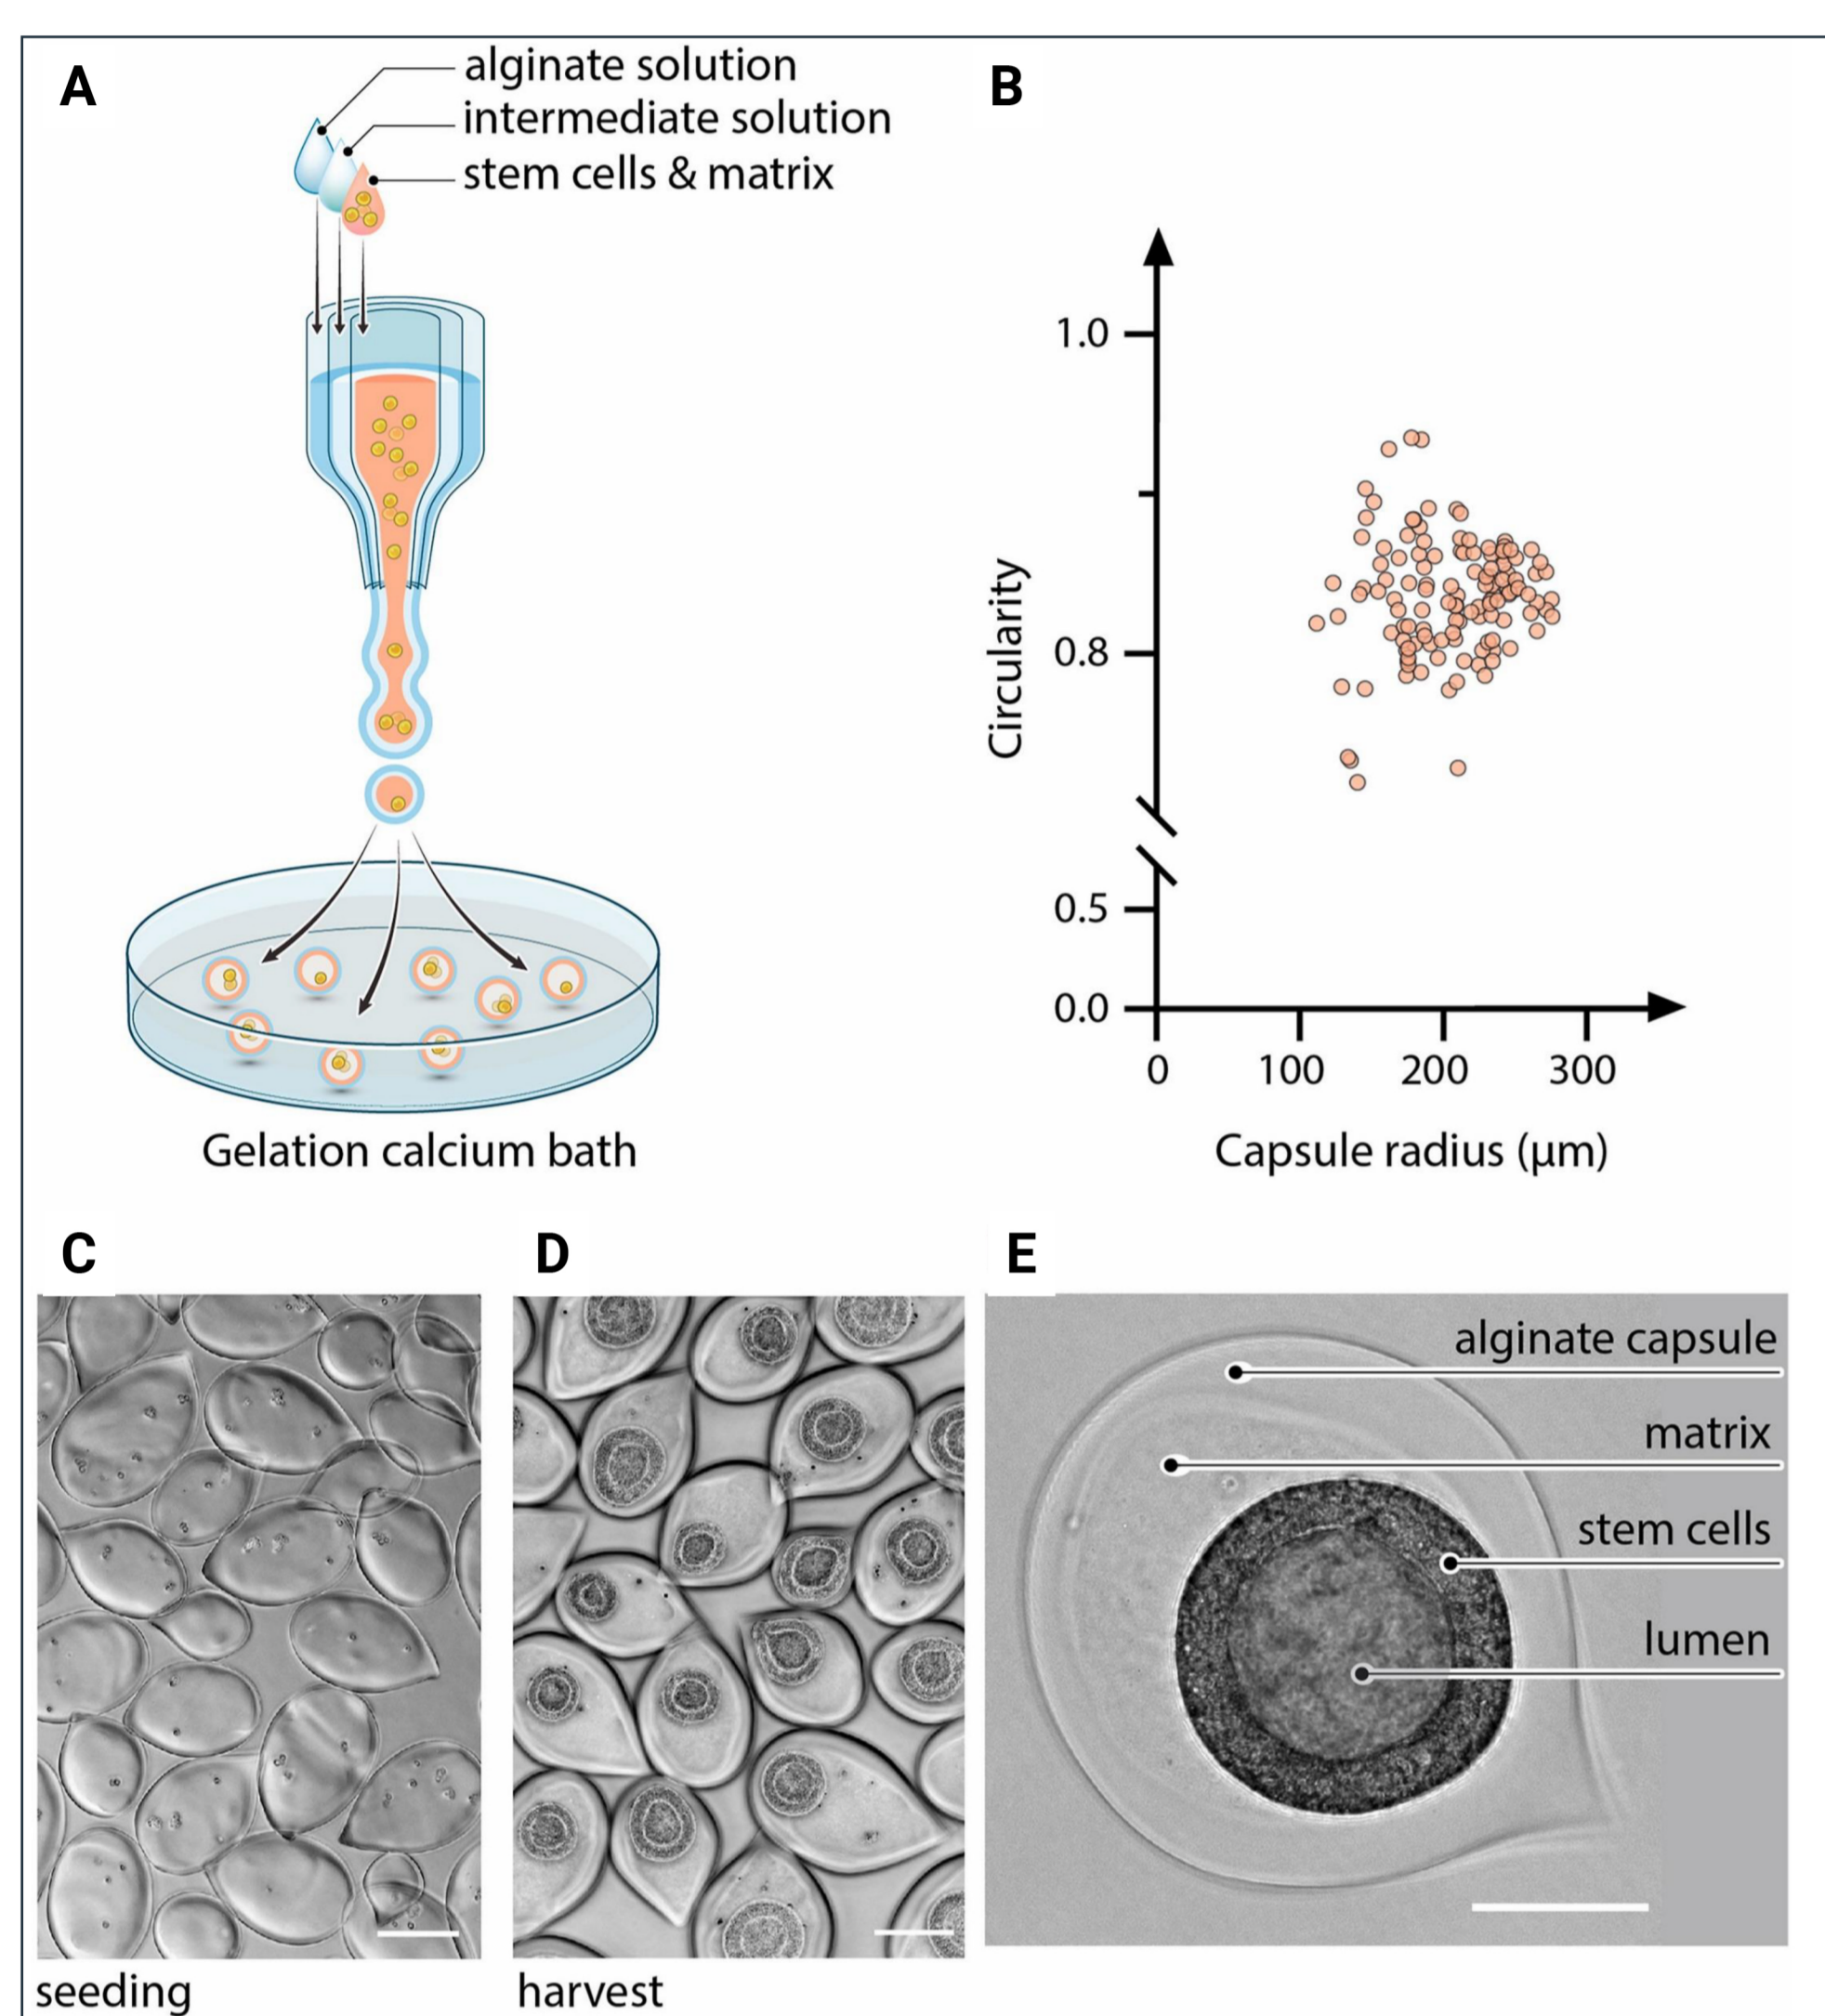 A
alginate solution
intermediate solution
stem cells & matrix
Gelation calcium bath
B
Circularity
1.0
0.8
0.5
0.0
0 100 200 300
Capsule radius (µm)
C
seeding
D
harvest
E
alginate capsule
matrix
stem cells
lumen